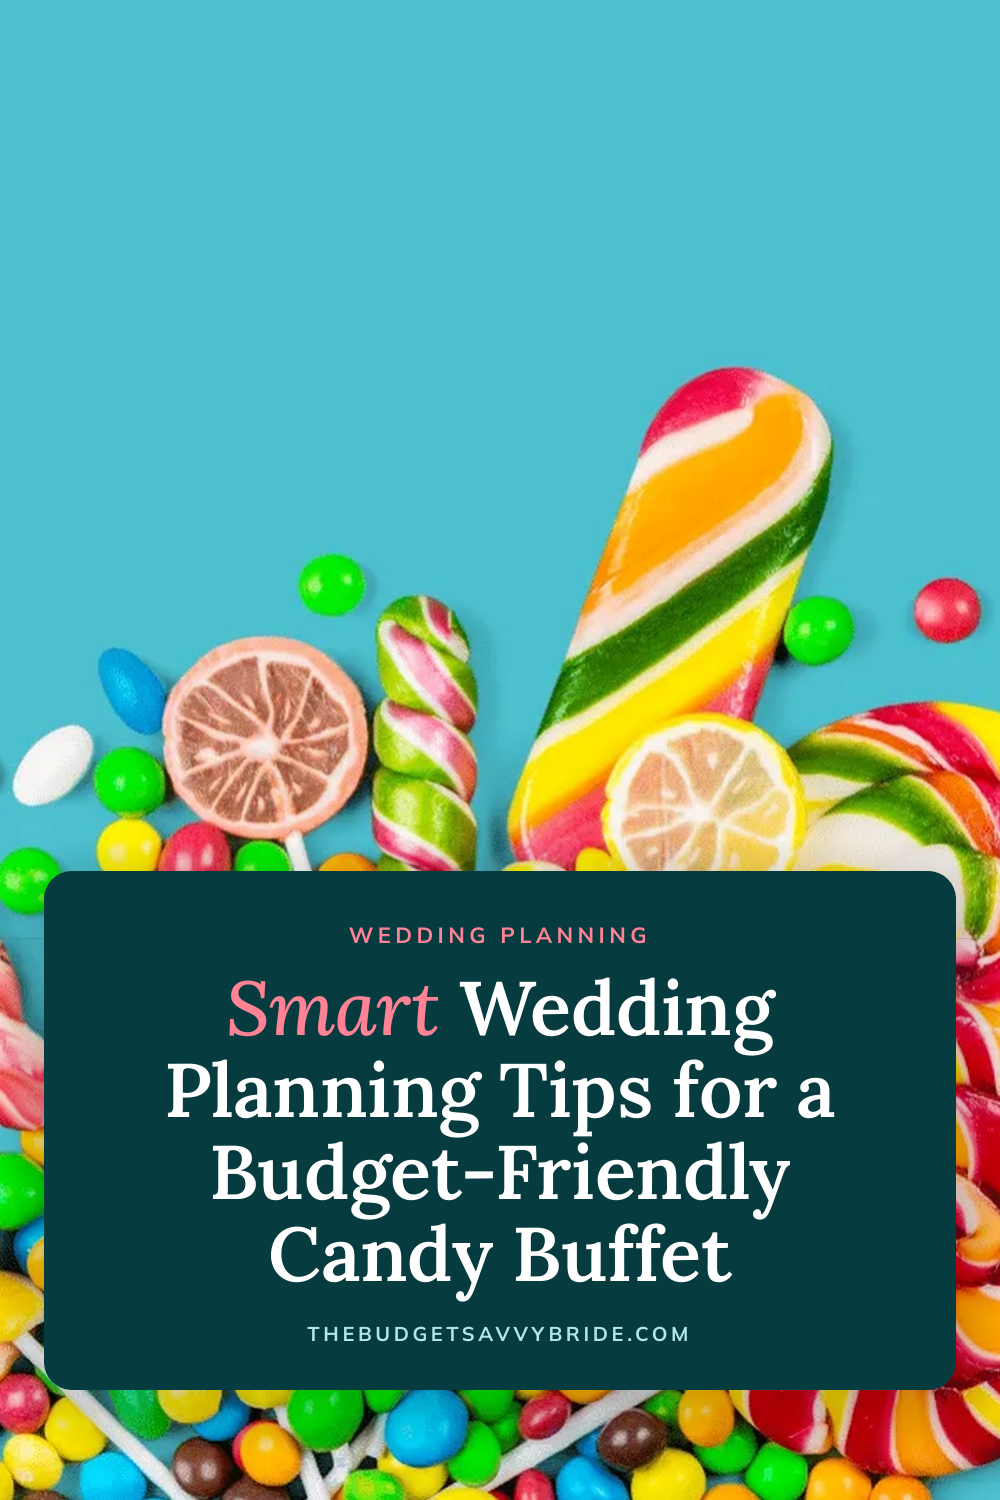 WEDDING PLANNING
Smart Wedding
Planning Tips for a
Budget-Friendly
Candy Buffet
THEBUDGETSAVVYBRIDE.COM